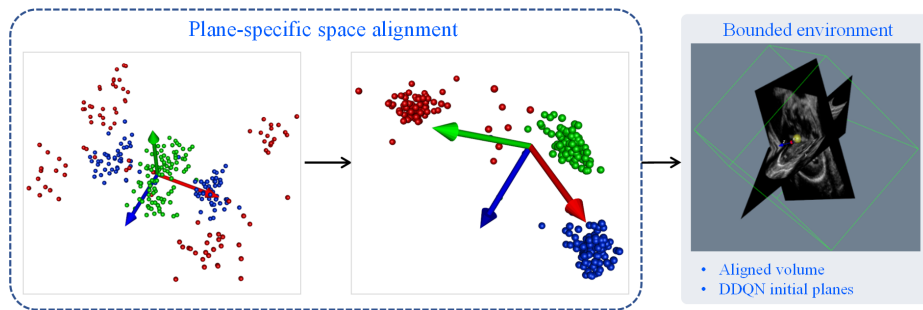 Plane-specific space alignment
Bounded environment
• Aligned volume
• DDQN initial planes